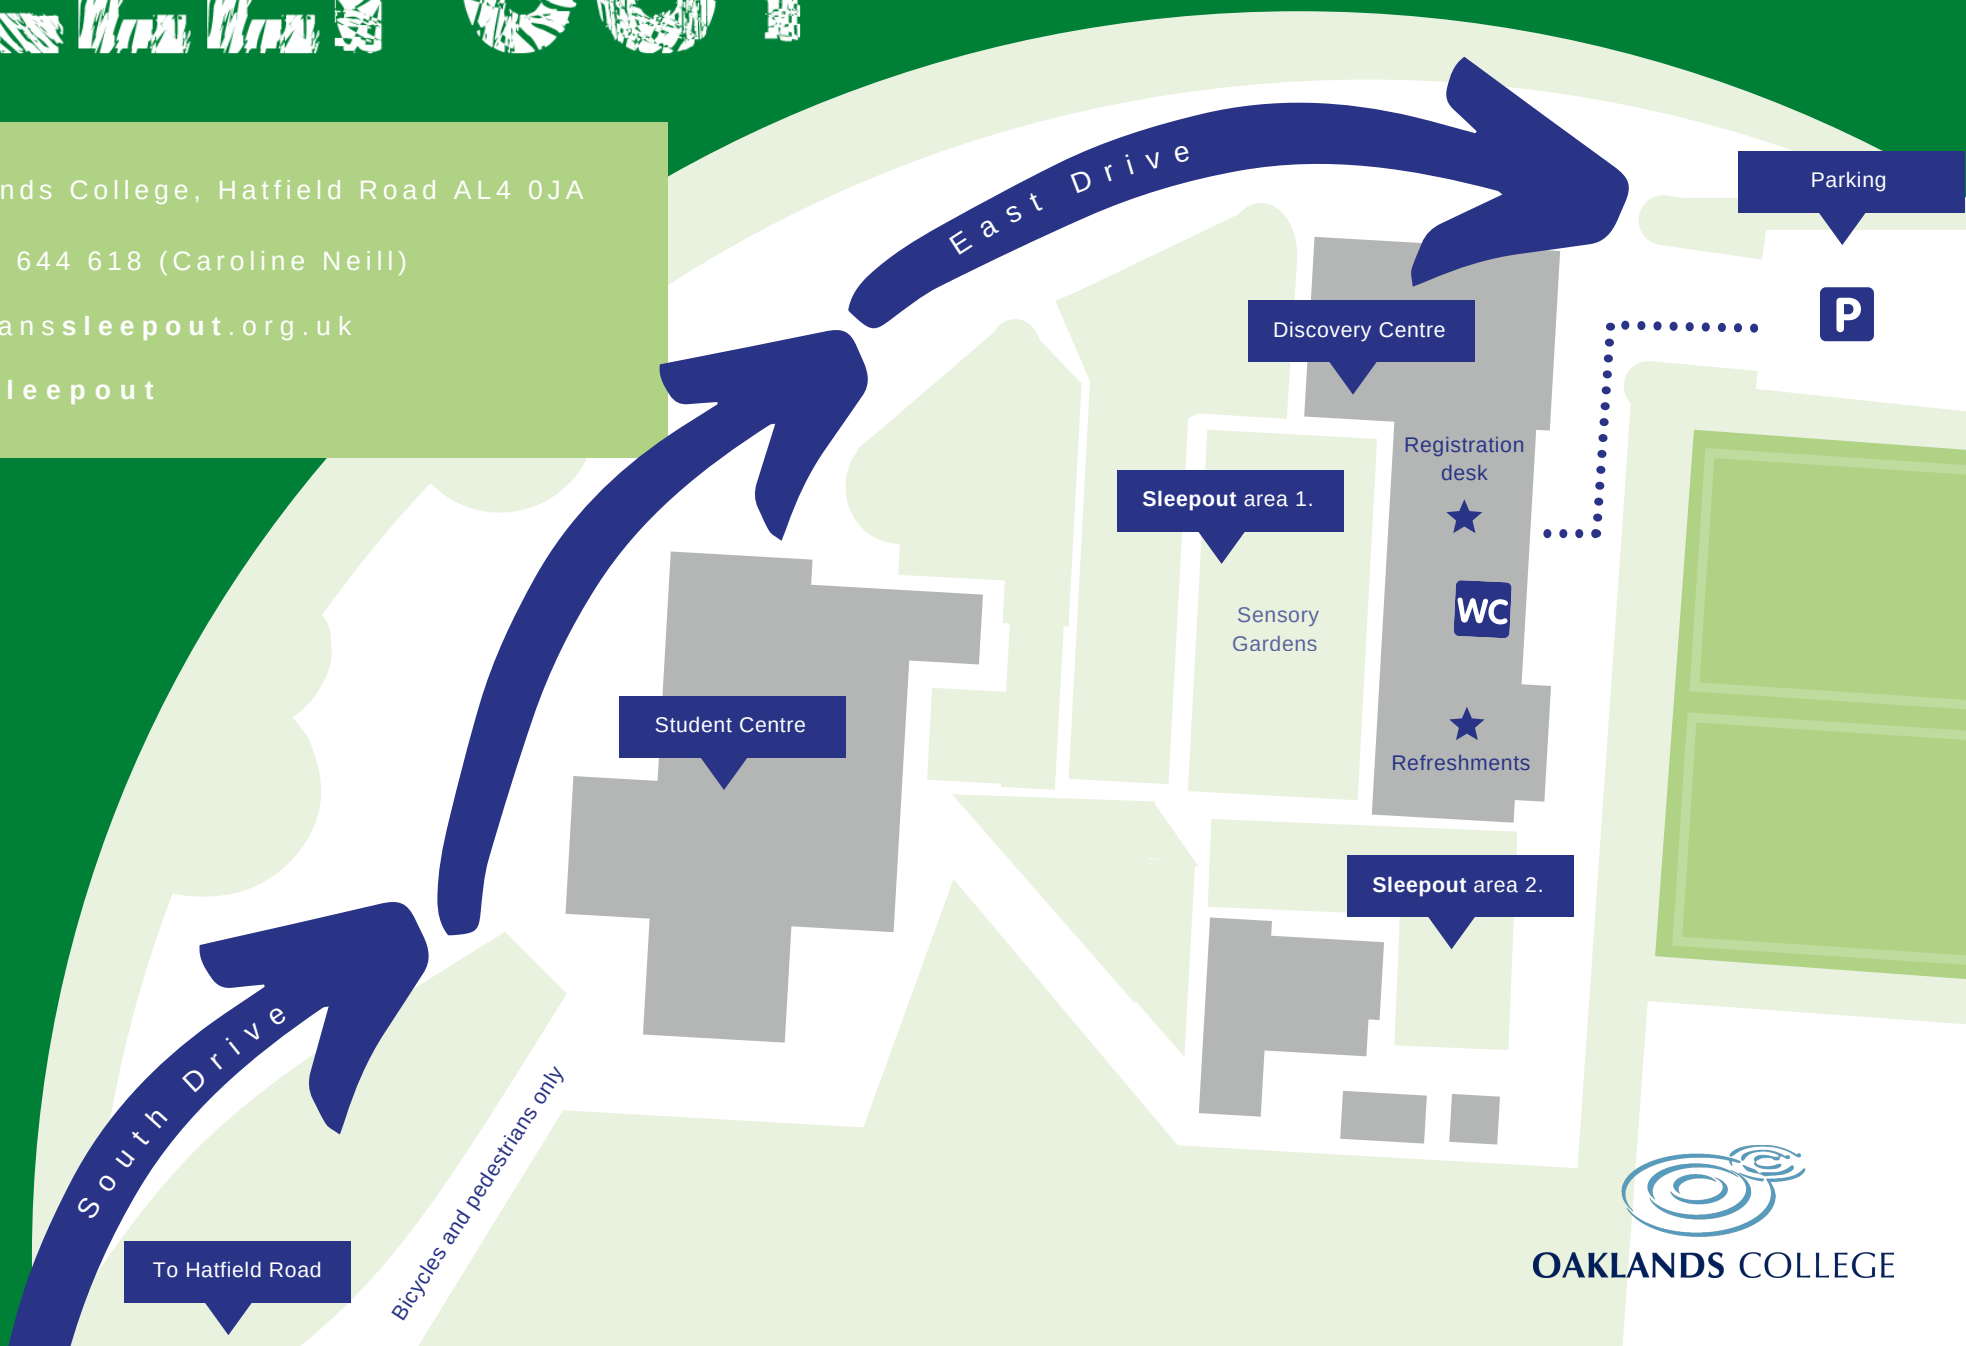 OUT
nds College, Hatfield Road AL4 0JA
644 618 (Caroline Neill)
anssleepout.org.uk
leepout
East Drive
Parking
P
Discovery Centre
Registration
desk
Sleepout area 1.
WC
Sensory
Gardens
Student Centre
Refreshments
Sleepout area 2.
South Drive
Bicycles and pedestrians only
To Hatfield Road
OAKLANDS COLLEGE